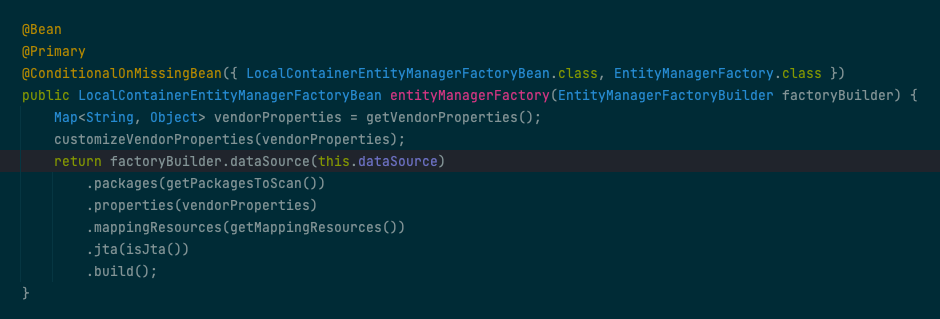 @Bean
@Primary
@ConditionalOnMissingBean({ LocalContainerEntityManagerFactoryBean.class, EntityManagerFactory.class })
public LocalContainerEntityManagerFactoryBean entityManagerFactory(EntityManagerFactoryBuilder factoryBuilder) {
    Map<String, Object> vendorProperties = getVendorProperties();
    customizeVendorProperties(vendorProperties);
    return factoryBuilder.dataSource(this.dataSource)
        .packages(getPackagesToScan())
        .properties(vendorProperties)
        .mappingResources(getMappingResources())
        .jta(isJta())
        .build();
}